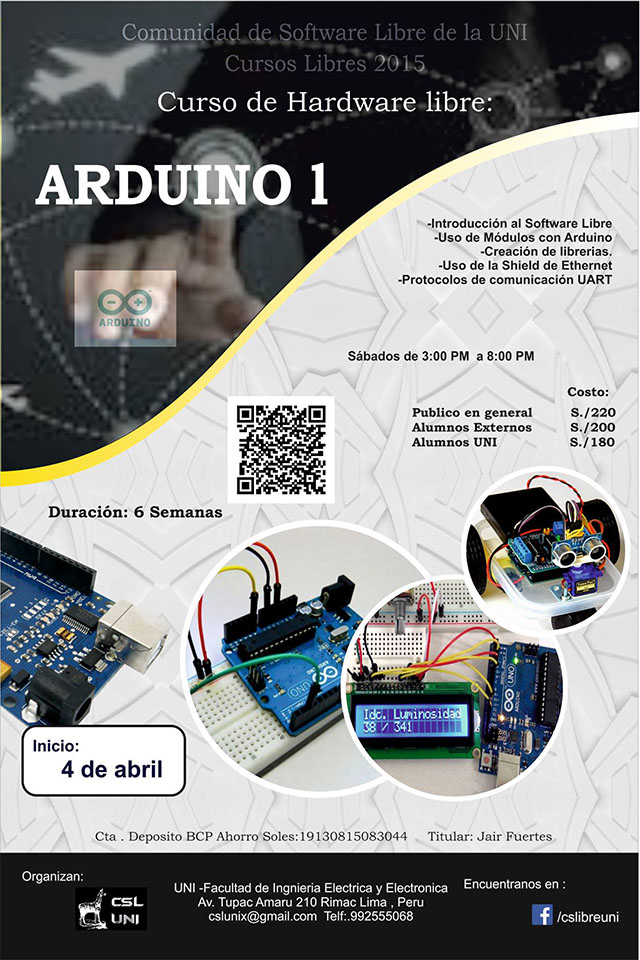 Comunidad de Software Libre de la UNI
Cursos Libres 2015
Curso de Hardware libre:
ARDUINO 1
ARDUINO
-Introducción al Software Libre
-Uso de Módulos con Arduino
-Creación de librerias.
-Uso de la Shield de Ethernet
-Protocolos de comunicación UART
Sábados de 3:00 PM a 8:00 PM
Costo:
Publico en general S./220
Alumnos Externos S./200
Alumnos UNI S./180
Duración: 6 Semanas
UNO
Idc. Luminosidad
38 / 341
UNO
Inicio:
4 de abril
Cta . Deposito BCP Ahorro Soles:19130815083044 Titular: Jair Fuertes
Organizan:
CSL
UNI
UNI -Facultad de Ingnieria Electrica y Electronica
Av. Tupac Amaru 210 Rimac Lima , Peru
cslunix@gmail.com Telf:.992555068
Encuentranos en :
f /cslibreuni